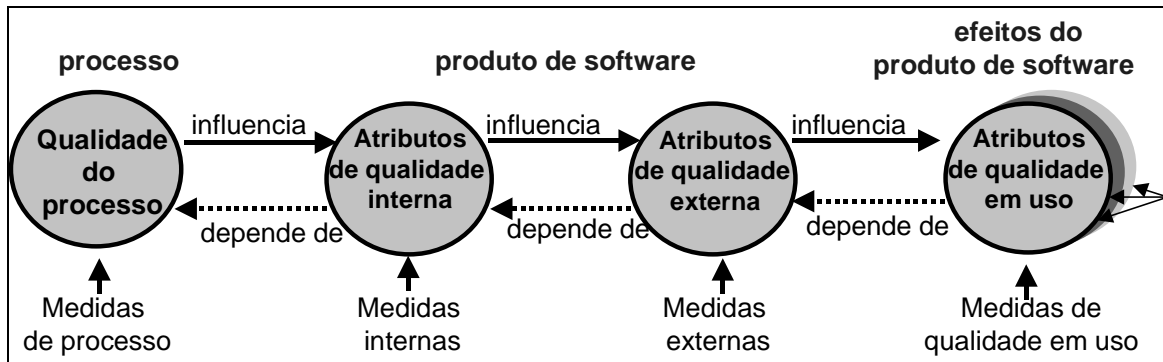 processo
produto de software
efeitos do
produto de software
Qualidade
do
processo
influencia
depende de
Atributos
de qualidade
interna
influencia
depende de
Atributos
de qualidade
externa
influencia
depende de
Atributos
de qualidade
em uso
Medidas
de processo
Medidas
internas
Medidas
externas
Medidas de
qualidade em uso